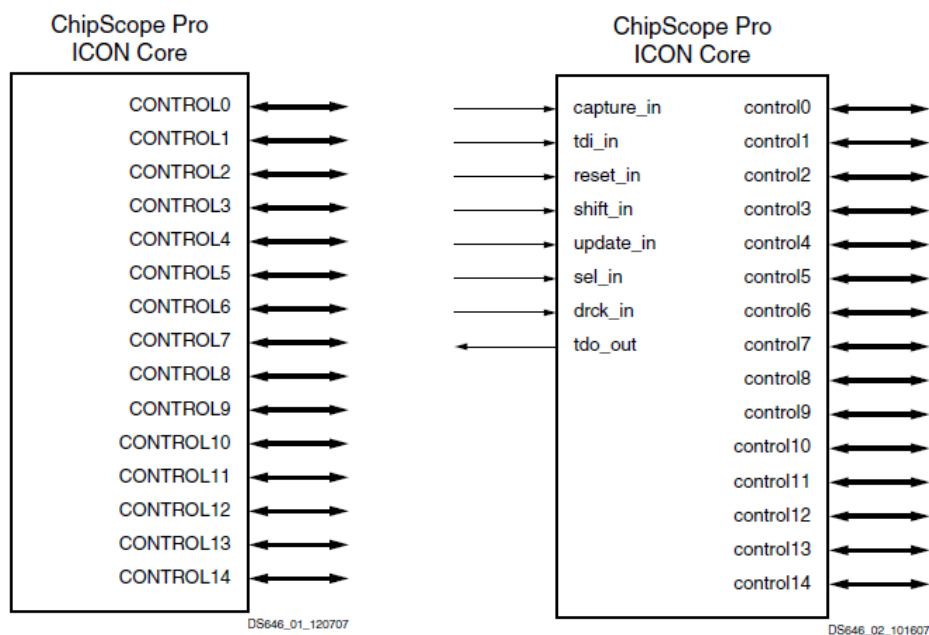 ChipScope Pro
ICON Core
CONTROL0
CONTROL1
CONTROL2
CONTROL3
CONTROL4
CONTROL5
CONTROL6
CONTROL7
CONTROL8
CONTROL9
CONTROL10
CONTROL11
CONTROL12
CONTROL13
CONTROL14
DS646_01_120707
ChipScope Pro
ICON Core
capture_in control0
tdi_in control1
reset_in control2
shift_in control3
update_in control4
sel_in control5
drck_in control6
tdo_out control7
control8
control9
control10
control11
control12
control13
control14
DS646_02_101607